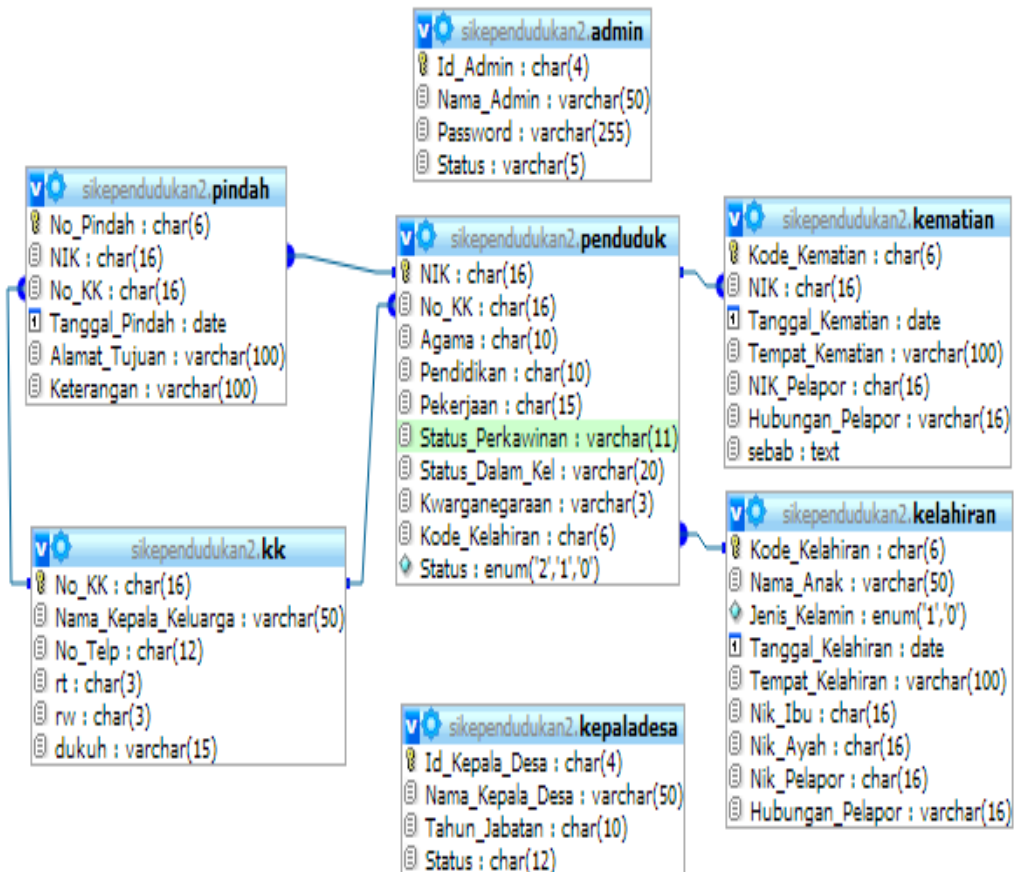 sikependudukan2.admin
Id_Admin : char(4)
Nama_Admin : varchar(50)
Password : varchar(255)
Status : varchar(5)
sikependudukan2.pindah
No_Pindah : char(6)
NIK : char(16)
No_KK : char(16)
Tanggal_Pindah : date
Alamat_Tujuan : varchar(100)
Keterangan : varchar(100)
sikependudukan2.penduduk
NIK : char(16)
No_KK : char(16)
Agama : char(10)
Pendidikan : char(10)
Pekerjaan : char(15)
Status_Perkawinan : varchar(11)
Status_Dalam_Kel : varchar(20)
Kwarganegaraan : varchar(3)
Kode_Kelahiran : char(6)
Status : enum('2','1','0')
sikependudukan2.kematian
Kode_Kematian : char(6)
NIK : char(16)
Tanggal_Kematian : date
Tempat_Kematian : varchar(100)
NIK_Pelapor : char(16)
Hubungan_Pelapor : varchar(16)
sebab : text
sikependudukan2.kk
No_KK : char(16)
Nama_Kepala_Keluarga : varchar(50)
No_Telp : char(12)
rt : char(3)
rw : char(3)
dukuh : varchar(15)
sikependudukan2.kelahiran
Kode_Kelahiran : char(6)
Nama_Anak : varchar(50)
Jenis_Kelamin : enum('1','0')
Tanggal_Kelahiran : date
Tempat_Kelahiran : varchar(100)
Nik_Ibu : char(16)
Nik_Ayah : char(16)
Nik_Pelapor : char(16)
Hubungan_Pelapor : varchar(16)
sikependudukan2.kepaladesa
Id_Kepala_Desa : char(4)
Nama_Kepala_Desa : varchar(50)
Tahun_Jabatan : char(10)
Status : char(12)